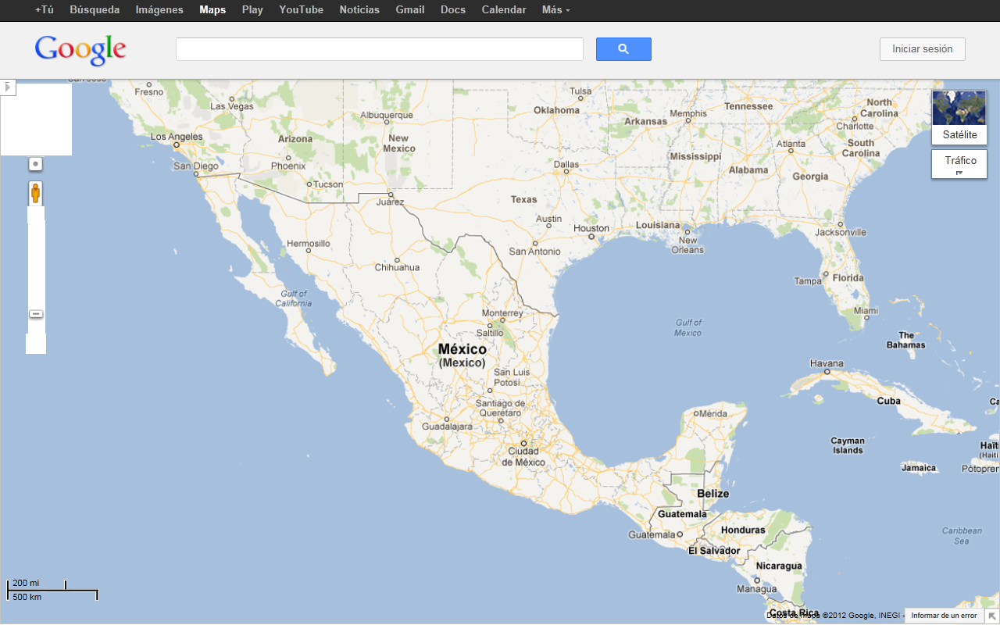 +Tú Búsqueda Imágenes Maps Play YouTube Noticias Gmail Docs Calendar Más
Google
Iniciar sesión
Fresno
Las Vegas
Albuquerque
Oklahoma
Tulsa
Arkansas
Memphis
Tennessee
North
Carolina
Charlotte
Satélite
Los Angeles
Arizona
New
Mexico
Atlanta
South
Carolina
Mississippi
Alabama
Georgia
Tráfico
San Diego
Phoenix
Tucson
Dallas
Juárez
Texas
Austin
Houston
Louisiana
New
Orleans
Jacksonville
Hermosillo
San Antonio
Chihuahua
Tampa
Florida
Gulf of
California
Miami
Monterrey
Saltillo
Gulf of
Mexico
The
Bahamas
México
(Mexico)
San Luis
Potosí
Havana
Cuba
Santiago de
Querétaro
Mérida
Guadalajara
Ciudad
de México
Cayman
Islands
Jamaica
Belize
Guatemala
Guatemala
Honduras
El Salvador
Caribbean
Sea
Nicaragua
Managua
200 mi
500 km
Costa Rica
Datos de mapa ©2012 Google, INEGI -
Informar de un error